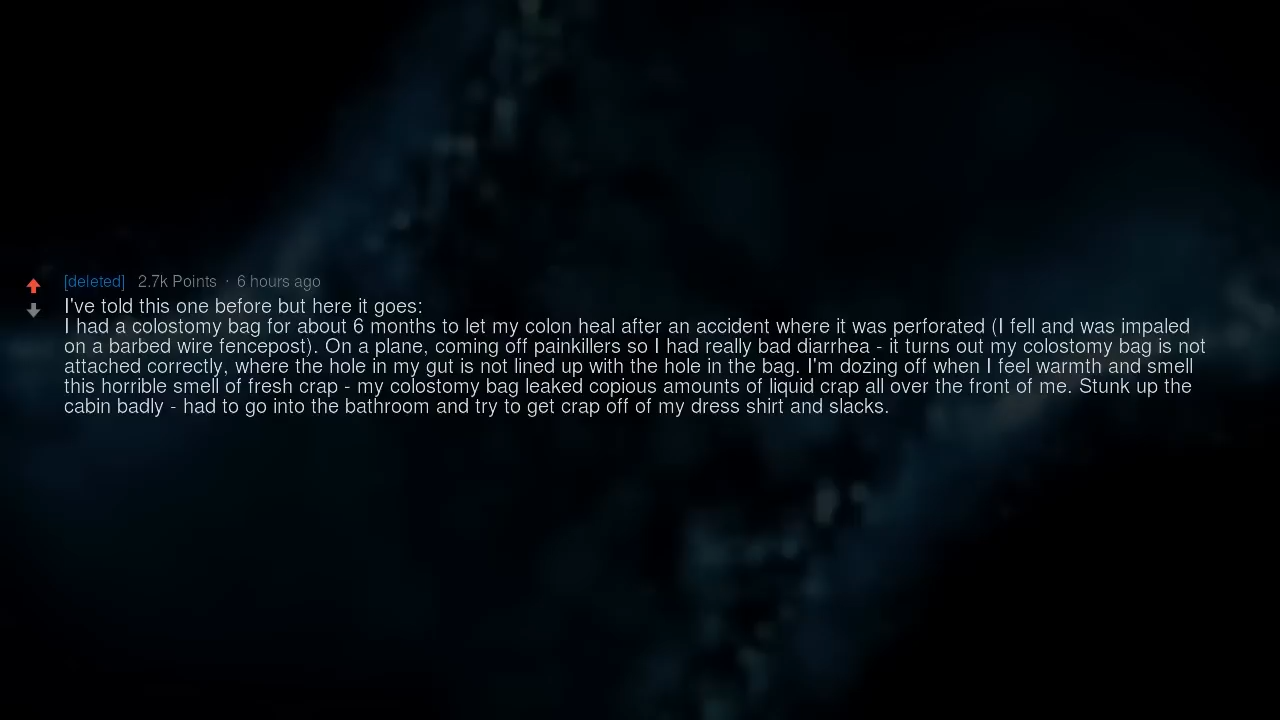 [deleted] 2.7k Points · 6 hours ago
I've told this one before but here it goes:
I had a colostomy bag for about 6 months to let my colon heal after an accident where it was perforated (I fell and was impaled
on a barbed wire fencepost). On a plane, coming off painkillers so I had really bad diarrhea - it turns out my colostomy bag is not
attached correctly, where the hole in my gut is not lined up with the hole in the bag. I'm dozing off when I feel warmth and smell
this horrible smell of fresh crap - my colostomy bag leaked copious amounts of liquid crap all over the front of me. Stunk up the
cabin badly - had to go into the bathroom and try to get crap off of my dress shirt and slacks.